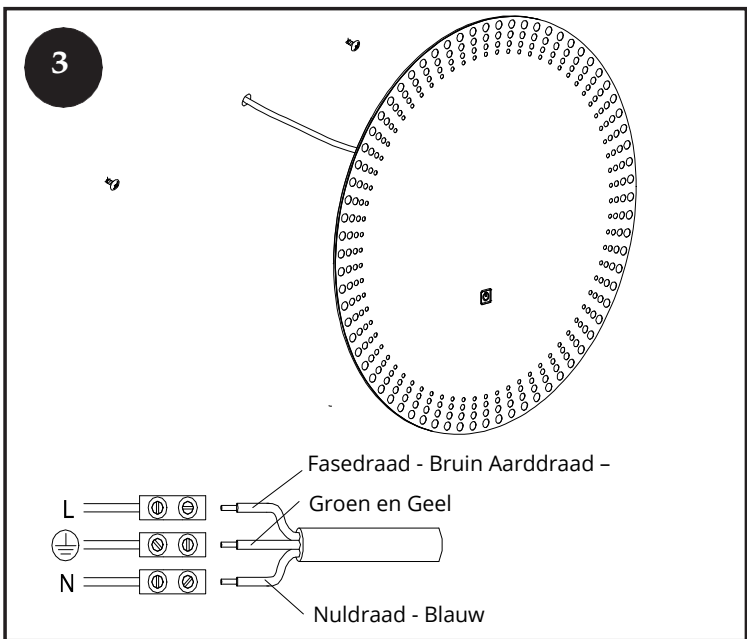 3
Fasedraad - Bruin Aarddraad –
L
Groen en Geel
N
Nuldraad - Blauw